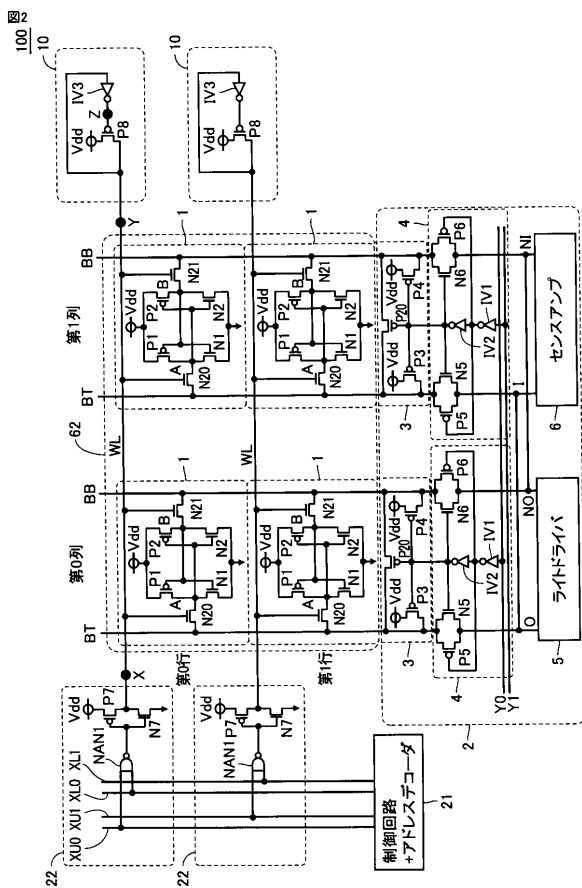 図2
100
10
IV3
Z
Vdd
P8
Y
10
IV3
Vdd
P8
第1列
62
BT
BB
1
Vdd
P1
P2
A
B
N20
N21
N1
N2
1
Vdd
P1
P2
A
B
N20
N21
N1
N2
WL
WL
第0列
BT
BB
1
Vdd
P1
P2
A
B
N20
N21
N1
N2
1
Vdd
P1
P2
A
B
N20
N21
N1
N2
第0行
第1行
X
22
XU0
XU1
XL0
XL1
NAN1
Vdd
P7
N7
22
NAN1
Vdd
P7
N7
制御回路
+アドレスデコーダ
21
3
Vdd
P3
P20
P4
3
Vdd
P3
P20
P4
4
P5
N5
N6
P6
IV2
IV1
4
P5
N5
N6
P6
IV2
IV1
2
Y0
Y1
O
NO
I
NI
ライトドライバ
5
センスアンプ
6